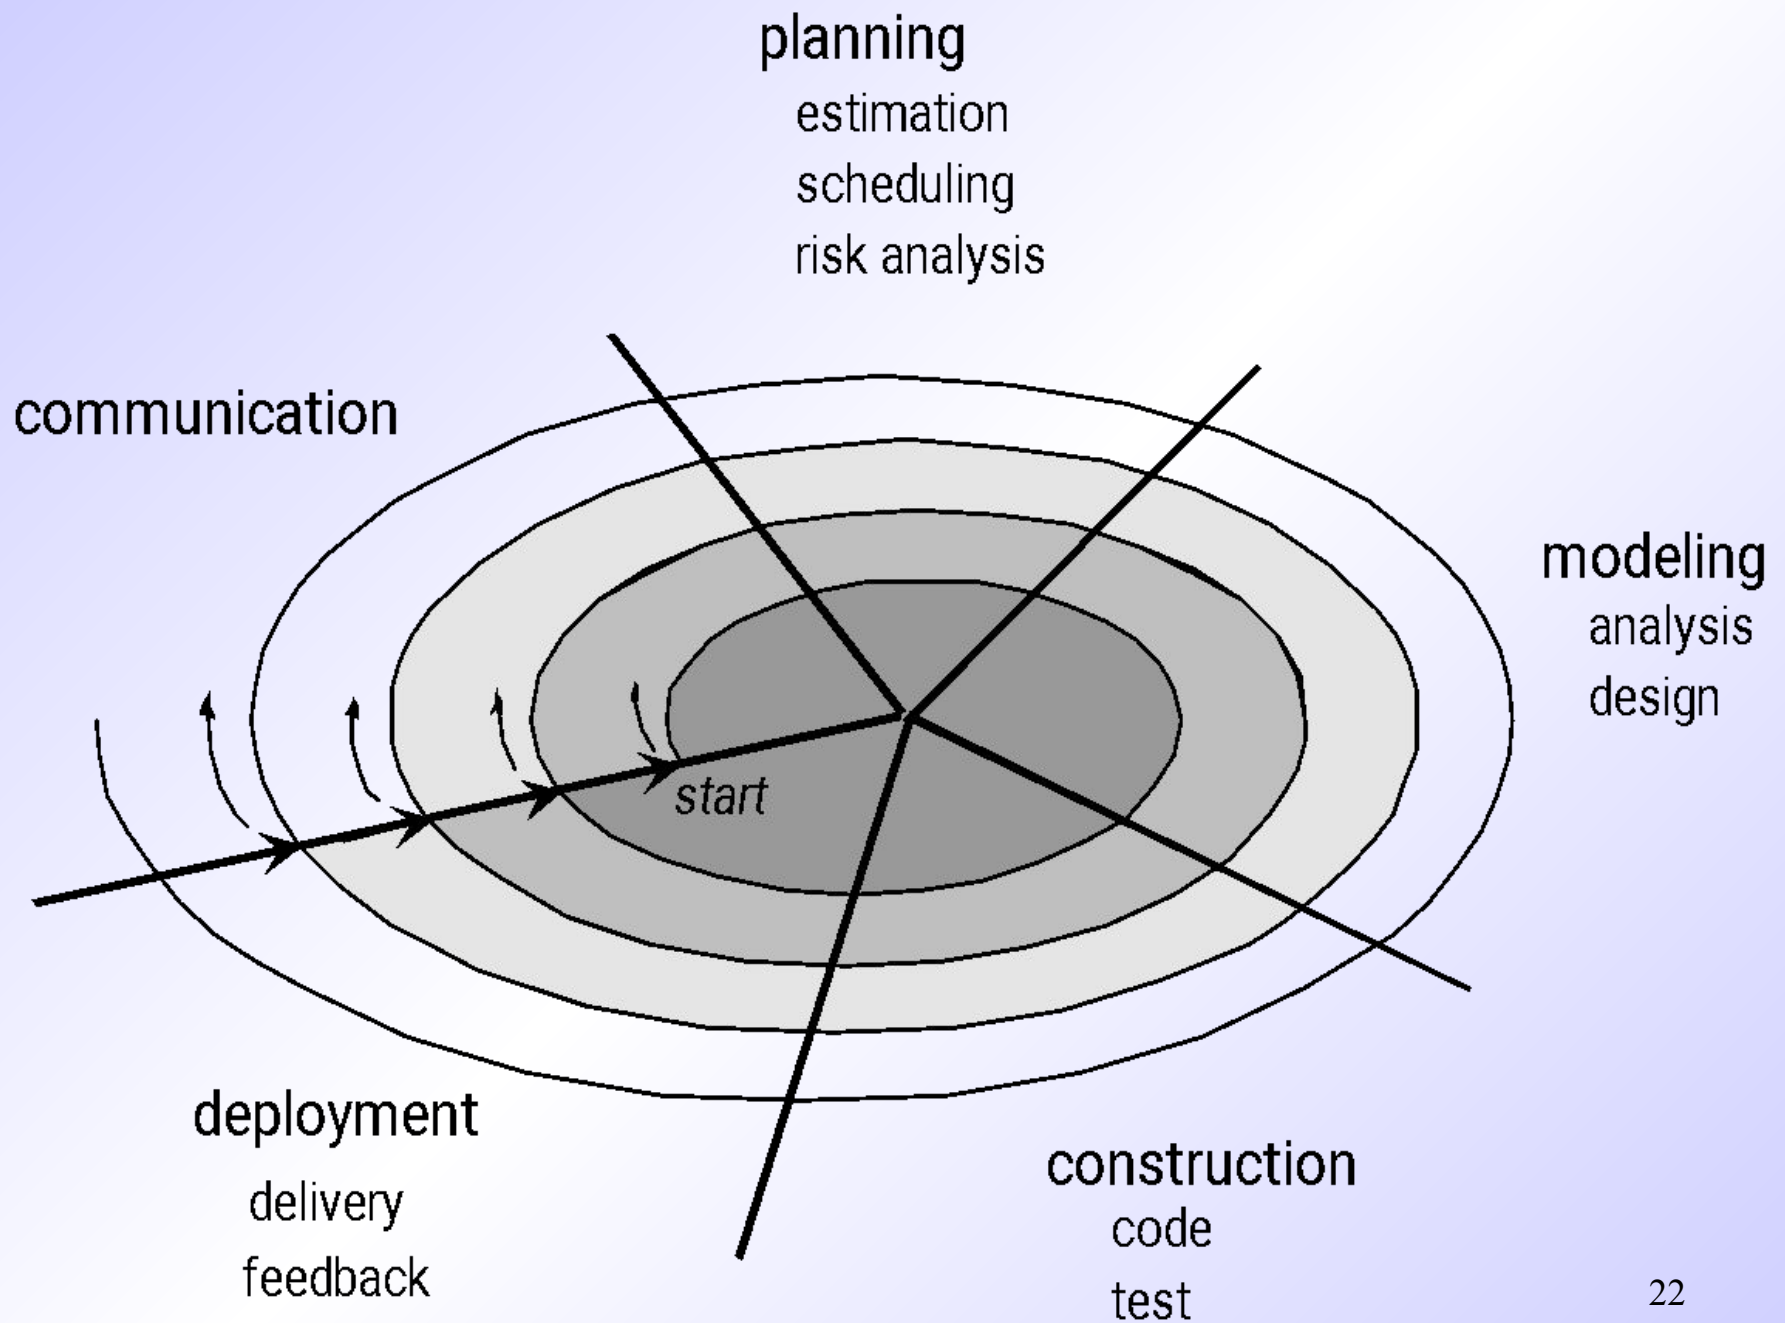 planning
estimation
scheduling
risk analysis
communication
modeling
analysis
design
start
deployment
delivery
feedback
construction
code
test
22